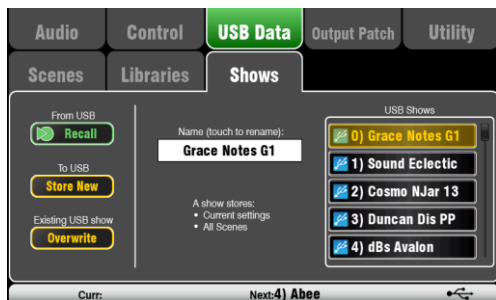 Audio
Control
USB Data
Output Patch
Utility
Scenes
Libraries
Shows
From USB
Recall
To USB
Store New
Existing USB show
Overwrite
Name (touch to rename):
Grace Notes G1
A show stores:
• Current settings
• All Scenes
USB Shows
0) Grace Notes G1
1) Sound Eclectic
2) Cosmo NJar 13
3) Duncan Dis PP
4) dBs Avalon
Curr:
Next:4) Abee